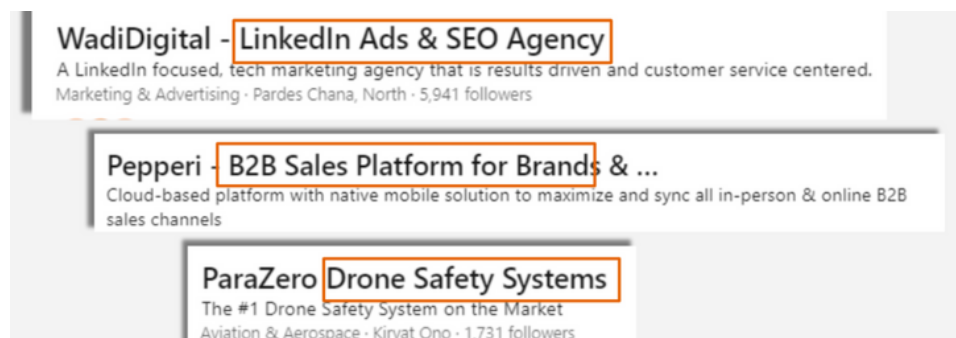 WadiDigital - LinkedIn Ads & SEO Agency
A LinkedIn focused, tech marketing agency that is results driven and customer service centered.
Marketing & Advertising · Pardes Chana, North · 5,941 followers
Pepperi - B2B Sales Platform for Brands & ...
Cloud-based platform with native mobile solution to maximize and sync all in-person & online B2B
sales channels
ParaZero Drone Safety Systems
The #1 Drone Safety System on the Market
Aviation & Aerospace · Kiryat Ono · 1,731 followers